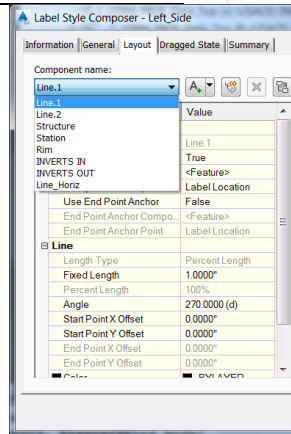 Label Style Composer - Left_Side
Information General Layout Dragged State Summary
Component name:
Line.1
Line.1
Line.2
Structure
Station
Rim
INVERTS IN
INVERTS OUT
Line_Horiz
Value
Line.1
True
<Feature>
Label Location
Use End Point Anchor False
End Point Anchor Compo... <Feature>
End Point Anchor Point Label Location
Line
Length Type Percent Length
Fixed Length 1.0000"
Percent Length 100%
Angle 270.0000 (d)
Start Point X Offset 0.0000"
Start Point Y Offset 0.0000"
End Point X Offset 0.0000"
End Point Y Offset 0.0000"
Color BYLAYER